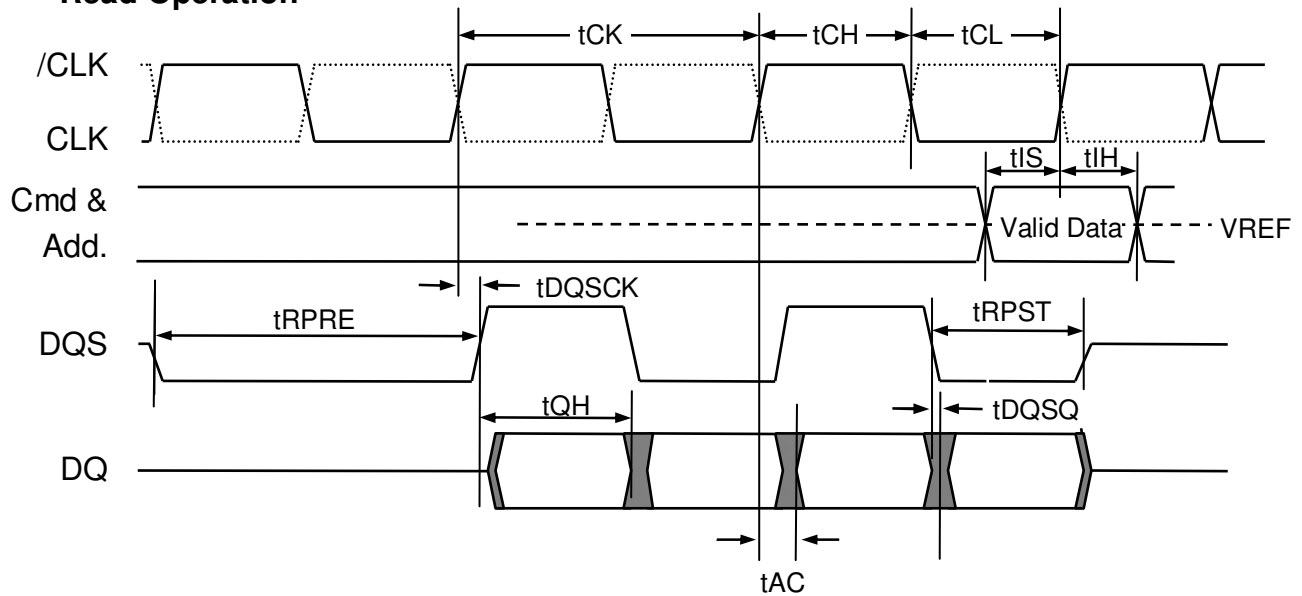 Read Operation
tCK tCH tCL
/CLK
CLK
tIS tIH
Cmd &
Add.
Valid Data
VREF
tDQSCK
tRPRE
tRPST
DQS
tQH
tDQSQ
DQ
tAC